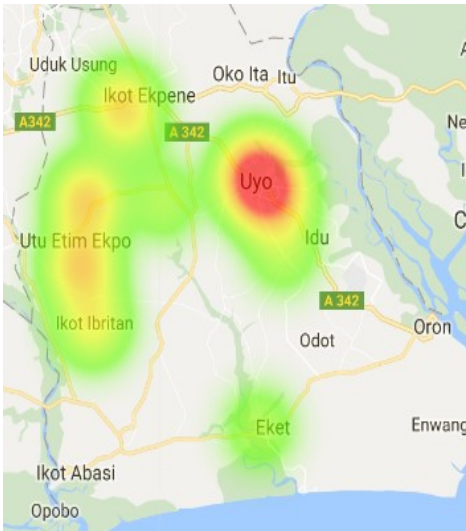 Uduk Usung
Oko Ita
Itu
Ikot Ekpene
A342
A 342
Uyo
Utu Etim Ekpo
Idu
A 342
Ikot Ibritan
Odot
Oron
Eket
Enwang
Ikot Abasi
Opobo